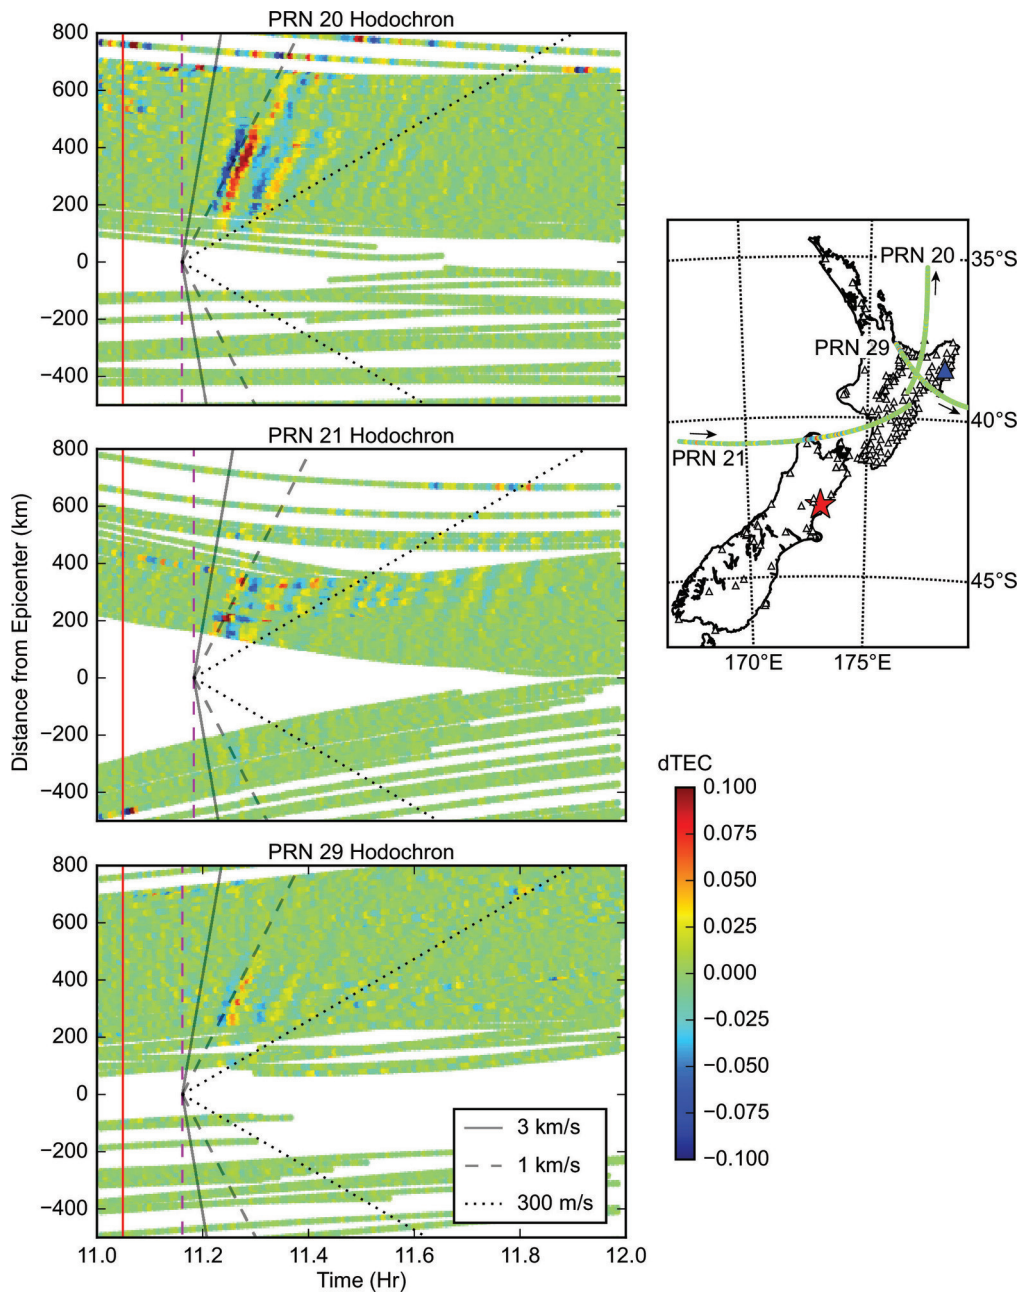 PRN 20 Hodochron
800
600
400
200
0
−200
−400
PRN 21 Hodochron
800
600
400
200
0
−200
−400
Distance from Epicenter (km)
PRN 29 Hodochron
800
600
400
200
0
−200
−400
3 km/s
1 km/s
300 m/s
11.0
11.2
11.4
11.6
11.8
12.0
Time (Hr)
PRN 20
35°S
PRN 29
40°S
PRN 21
45°S
170°E
175°E
dTEC
0.100
0.075
0.050
0.025
0.000
−0.025
−0.050
−0.075
−0.100